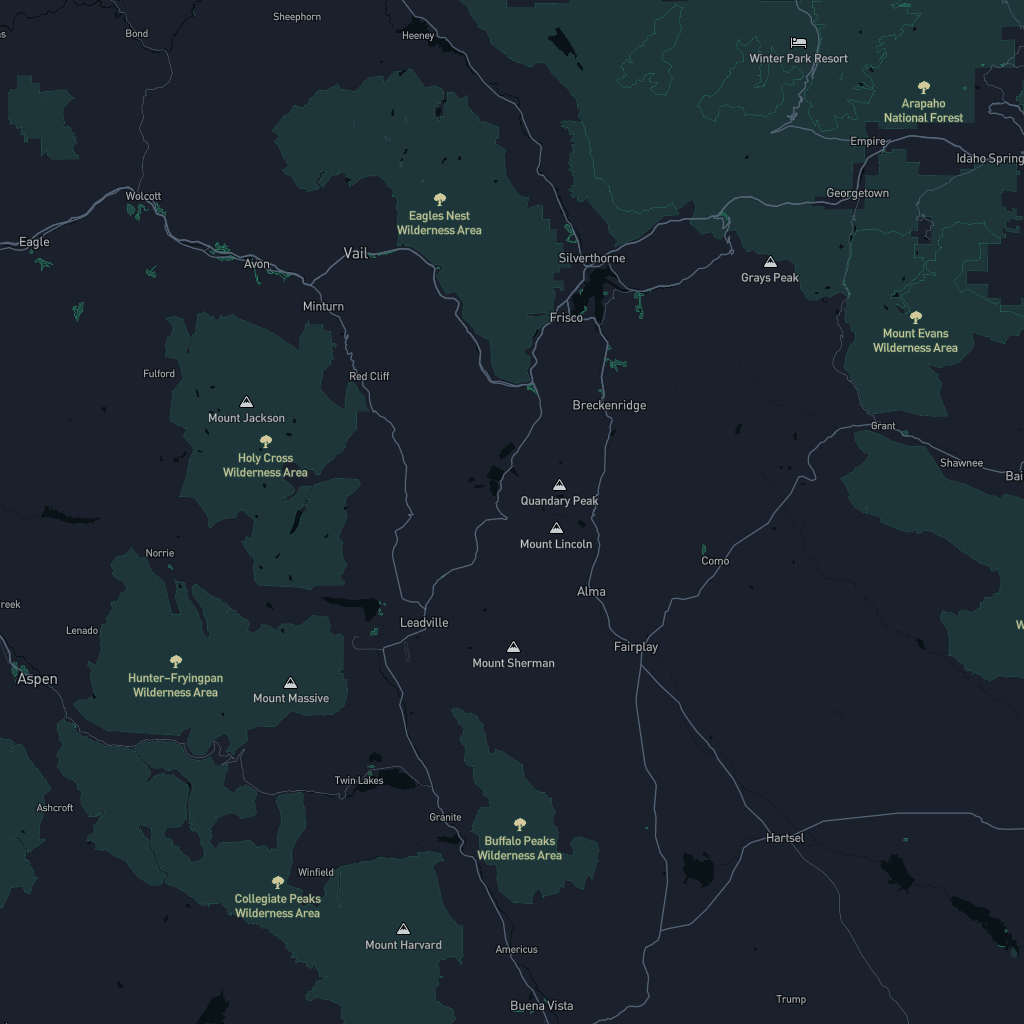 Sheephorn
Bond
Heeney
Winter Park Resort
Arapaho
National Forest
Empire
Idaho Spring
Wolcott
Georgetown
Eagles Nest
Wilderness Area
Eagle
Vail
Avon
Silverthorne
Grays Peak
Minturn
Frisco
Mount Evans
Wilderness Area
Fulford
Red Cliff
Mount Jackson
Breckenridge
Grant
Holy Cross
Wilderness Area
Shawnee
Bai
Quandary Peak
Mount Lincoln
Norrie
Como
Alma
reek
Leadville
Lenado
Fairplay
Mount Sherman
Aspen
Hunter–Fryingpan
Wilderness Area
Mount Massive
Twin Lakes
Ashcroft
Granite
Buffalo Peaks
Wilderness Area
Hartsel
Winfield
Collegiate Peaks
Wilderness Area
Mount Harvard
Americus
Buena Vista
Trump